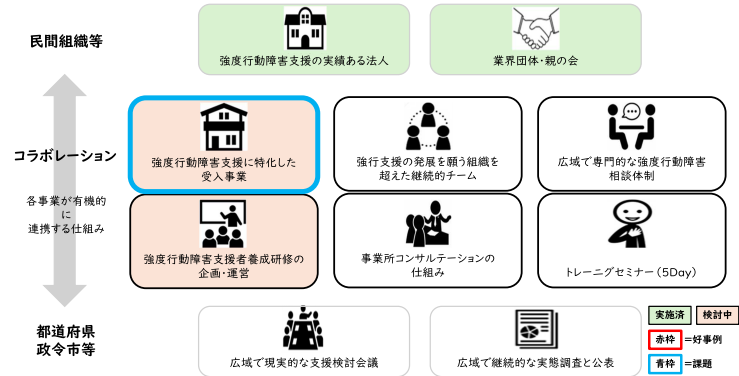 民間組織等
強度行動障害支援の実績ある法人
業界団体・親の会
コラボレーション
各事業が有機的
に
連携する仕組み
強度行動障害支援に特化した
受入事業
強行支援の発展を願う組織を
超えた継続的チーム
広域で専門的な強度行動障害
相談体制
強度行動障害支援者養成研修の
企画・運営
事業所コンサルテーションの
仕組み
トレーニングセミナー(5Day)
都道府県
政令市等
広域で現実的な支援検討会議
広域で継続的な実態調査と公表
実施済
検討中
赤枠
=好事例
青枠
=課題